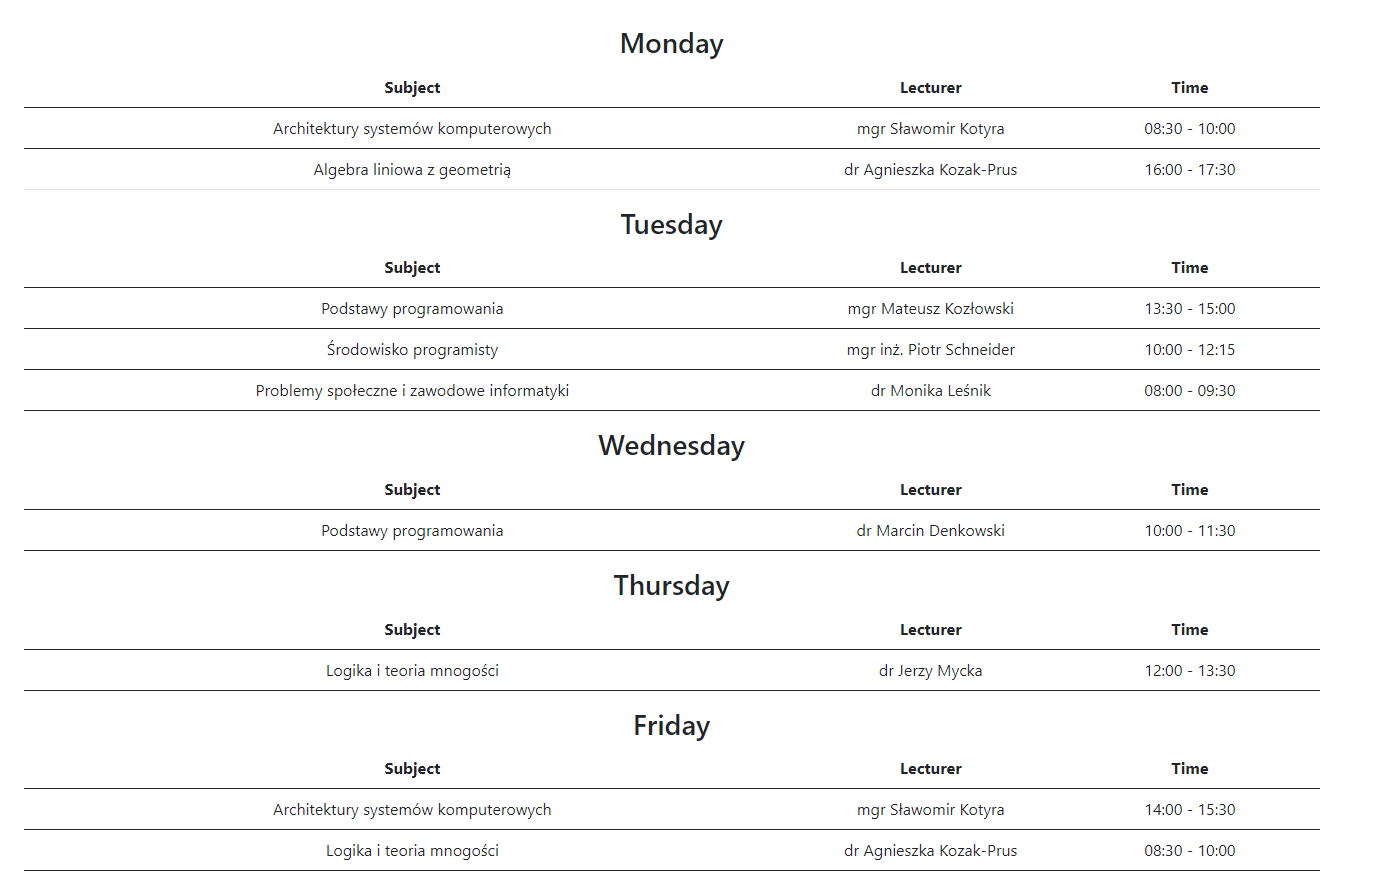 Monday
Subject Lecturer Time
Architektury systemów komputerowych mgr Sławomir Kotyra 08:30 - 10:00
Algebra liniowa z geometrią dr Agnieszka Kozak-Prus 16:00 - 17:30
Tuesday
Subject Lecturer Time
Podstawy programowania mgr Mateusz Kozłowski 13:30 - 15:00
Środowisko programisty mgr inż. Piotr Schneider 10:00 - 12:15
Problemy społeczne i zawodowe informatyki dr Monika Leśnik 08:00 - 09:30
Wednesday
Subject Lecturer Time
Podstawy programowania dr Marcin Denkowski 10:00 - 11:30
Thursday
Subject Lecturer Time
Logika i teoria mnogości dr Jerzy Mycka 12:00 - 13:30
Friday
Subject Lecturer Time
Architektury systemów komputerowych mgr Sławomir Kotyra 14:00 - 15:30
Logika i teoria mnogości dr Agnieszka Kozak-Prus 08:30 - 10:00